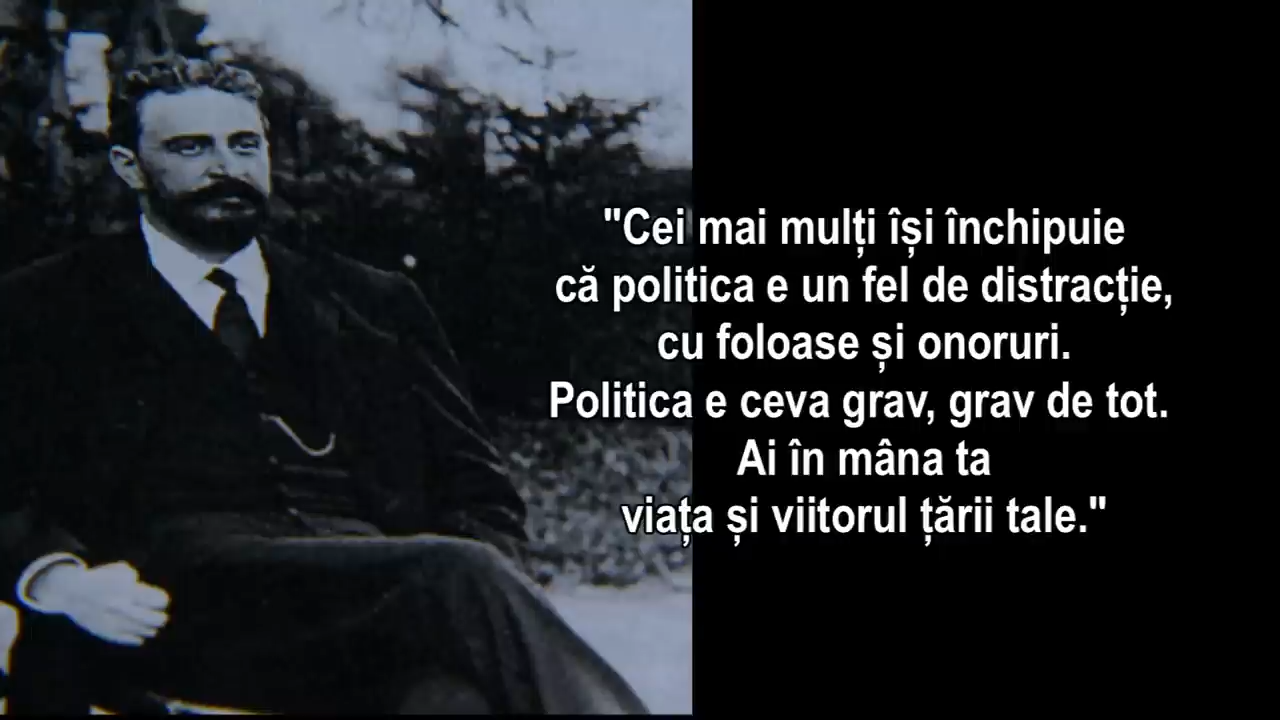 "Cei mai mulți își închipuie
că politica e un fel de distracție,
cu foloase și onoruri.
Politica e ceva grav, grav de tot.
Ai în mâna ta
viața și viitorul țării tale."